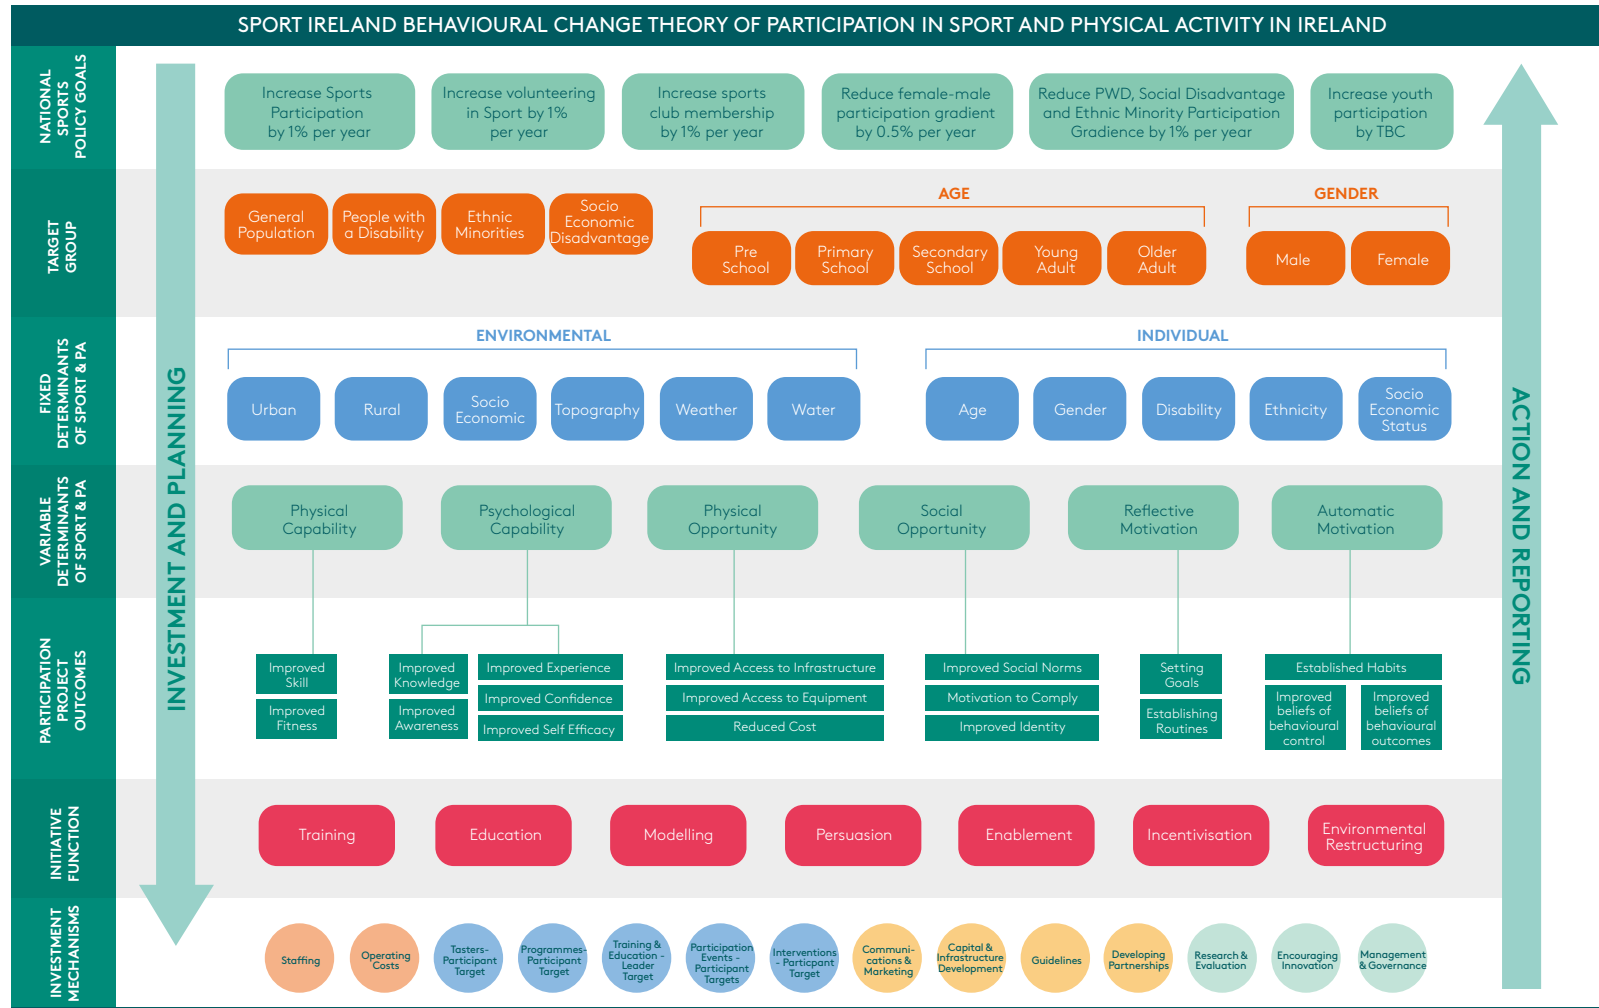 SPORT IRELAND BEHAVIOURAL CHANGE THEORY OF PARTICIPATION IN SPORT AND PHYSICAL ACTIVITY IN IRELAND
NATIONAL
SPORTS
POLICY GOALS
Increase Sports
Participation
by 1% per year
Increase volunteering
in Sport by 1%
per year
Increase sports
club membership
by 1% per year
Reduce female-male
participation gradient
by 0.5% per year
Reduce PWD, Social Disadvantage
and Ethnic Minority Participation
Gradience by 1% per year
Increase youth
participation
by TBC
TARGET
GROUP
General
Population
People with
a Disability
Ethnic
Minorities
Socio
Economic
Disadvantage
AGE
Pre
School
Primary
School
Secondary
School
Young
Adult
Older
Adult
GENDER
Male
Female
FIXED
DETERMINANTS
OF SPORT & PA
ENVIRONMENTAL
Urban
Rural
Socio
Economic
Topography
Weather
Water
INDIVIDUAL
Age
Gender
Disability
Ethnicity
Socio
Economic
Status
INVESTMENT AND PLANNING
ACTION AND REPORTING
VARIABLE
DETERMINANTS
OF SPORT & PA
Physical
Capability
Psychological
Capability
Physical
Opportunity
Social
Opportunity
Reflective
Motivation
Automatic
Motivation
PARTICIPATION
PROJECT
OUTCOMES
Improved
Skill
Improved
Fitness
Improved
Knowledge
Improved
Awareness
Improved Experience
Improved Confidence
Improved Self Efficacy
Improved Access to Infrastructure
Improved Access to Equipment
Reduced Cost
Improved Social Norms
Motivation to Comply
Improved Identity
Setting
Goals
Establishing
Routines
Established Habits
Improved
beliefs of
behavioural
control
Improved
beliefs of
behavioural
outcomes
INITIATIVE
FUNCTION
Training
Education
Modelling
Persuasion
Enablement
Incentivisation
Environmental
Restructuring
INVESTMENT
MECHANISMS
Staffing
Operating
Costs
Tasters-
Participant
Target
Programmes-
Participant
Target
Training &
Education -
Leader
Target
Participation
Events -
Participant
Targets
Interventions
- Particpant
Target
Communi-
cations &
Marketing
Capital &
Infrastructure
Development
Guidelines
Developing
Partnerships
Research &
Evaluation
Encouraging
Innovation
Management
& Governance